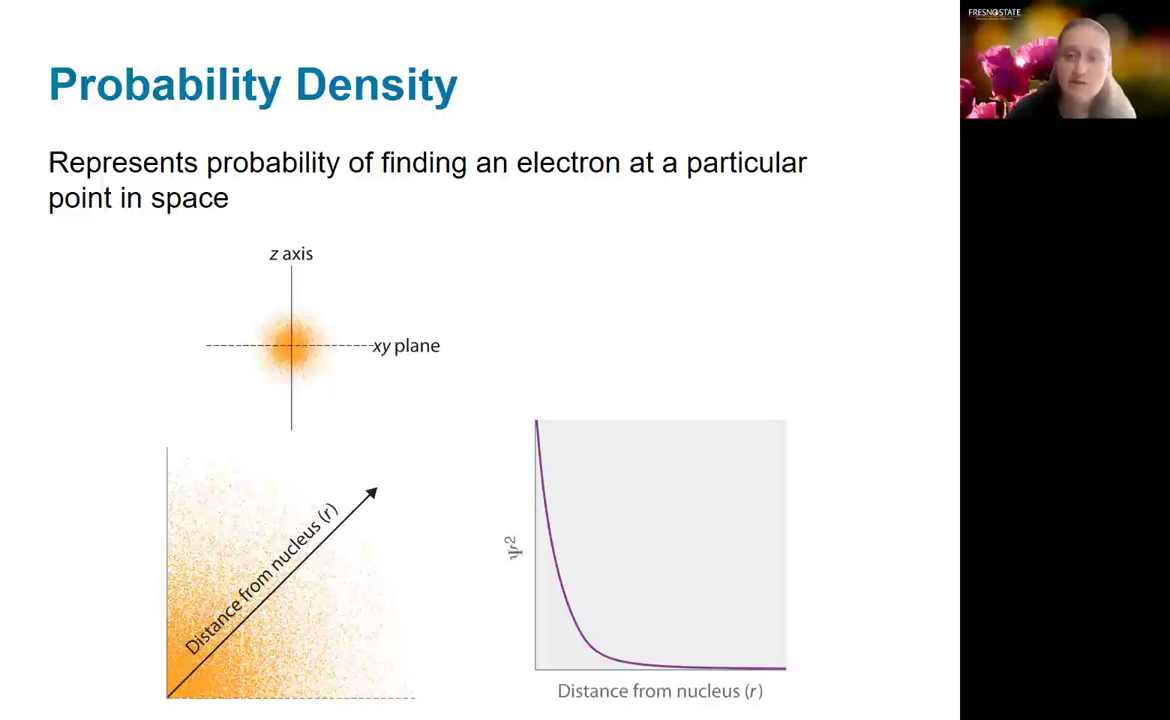 Probability Density
Represents probability of finding an electron at a particular
point in space
z axis
xy plane
Distance from nucleus (r)
Ψ²
Distance from nucleus (r)
FRESNO STATE